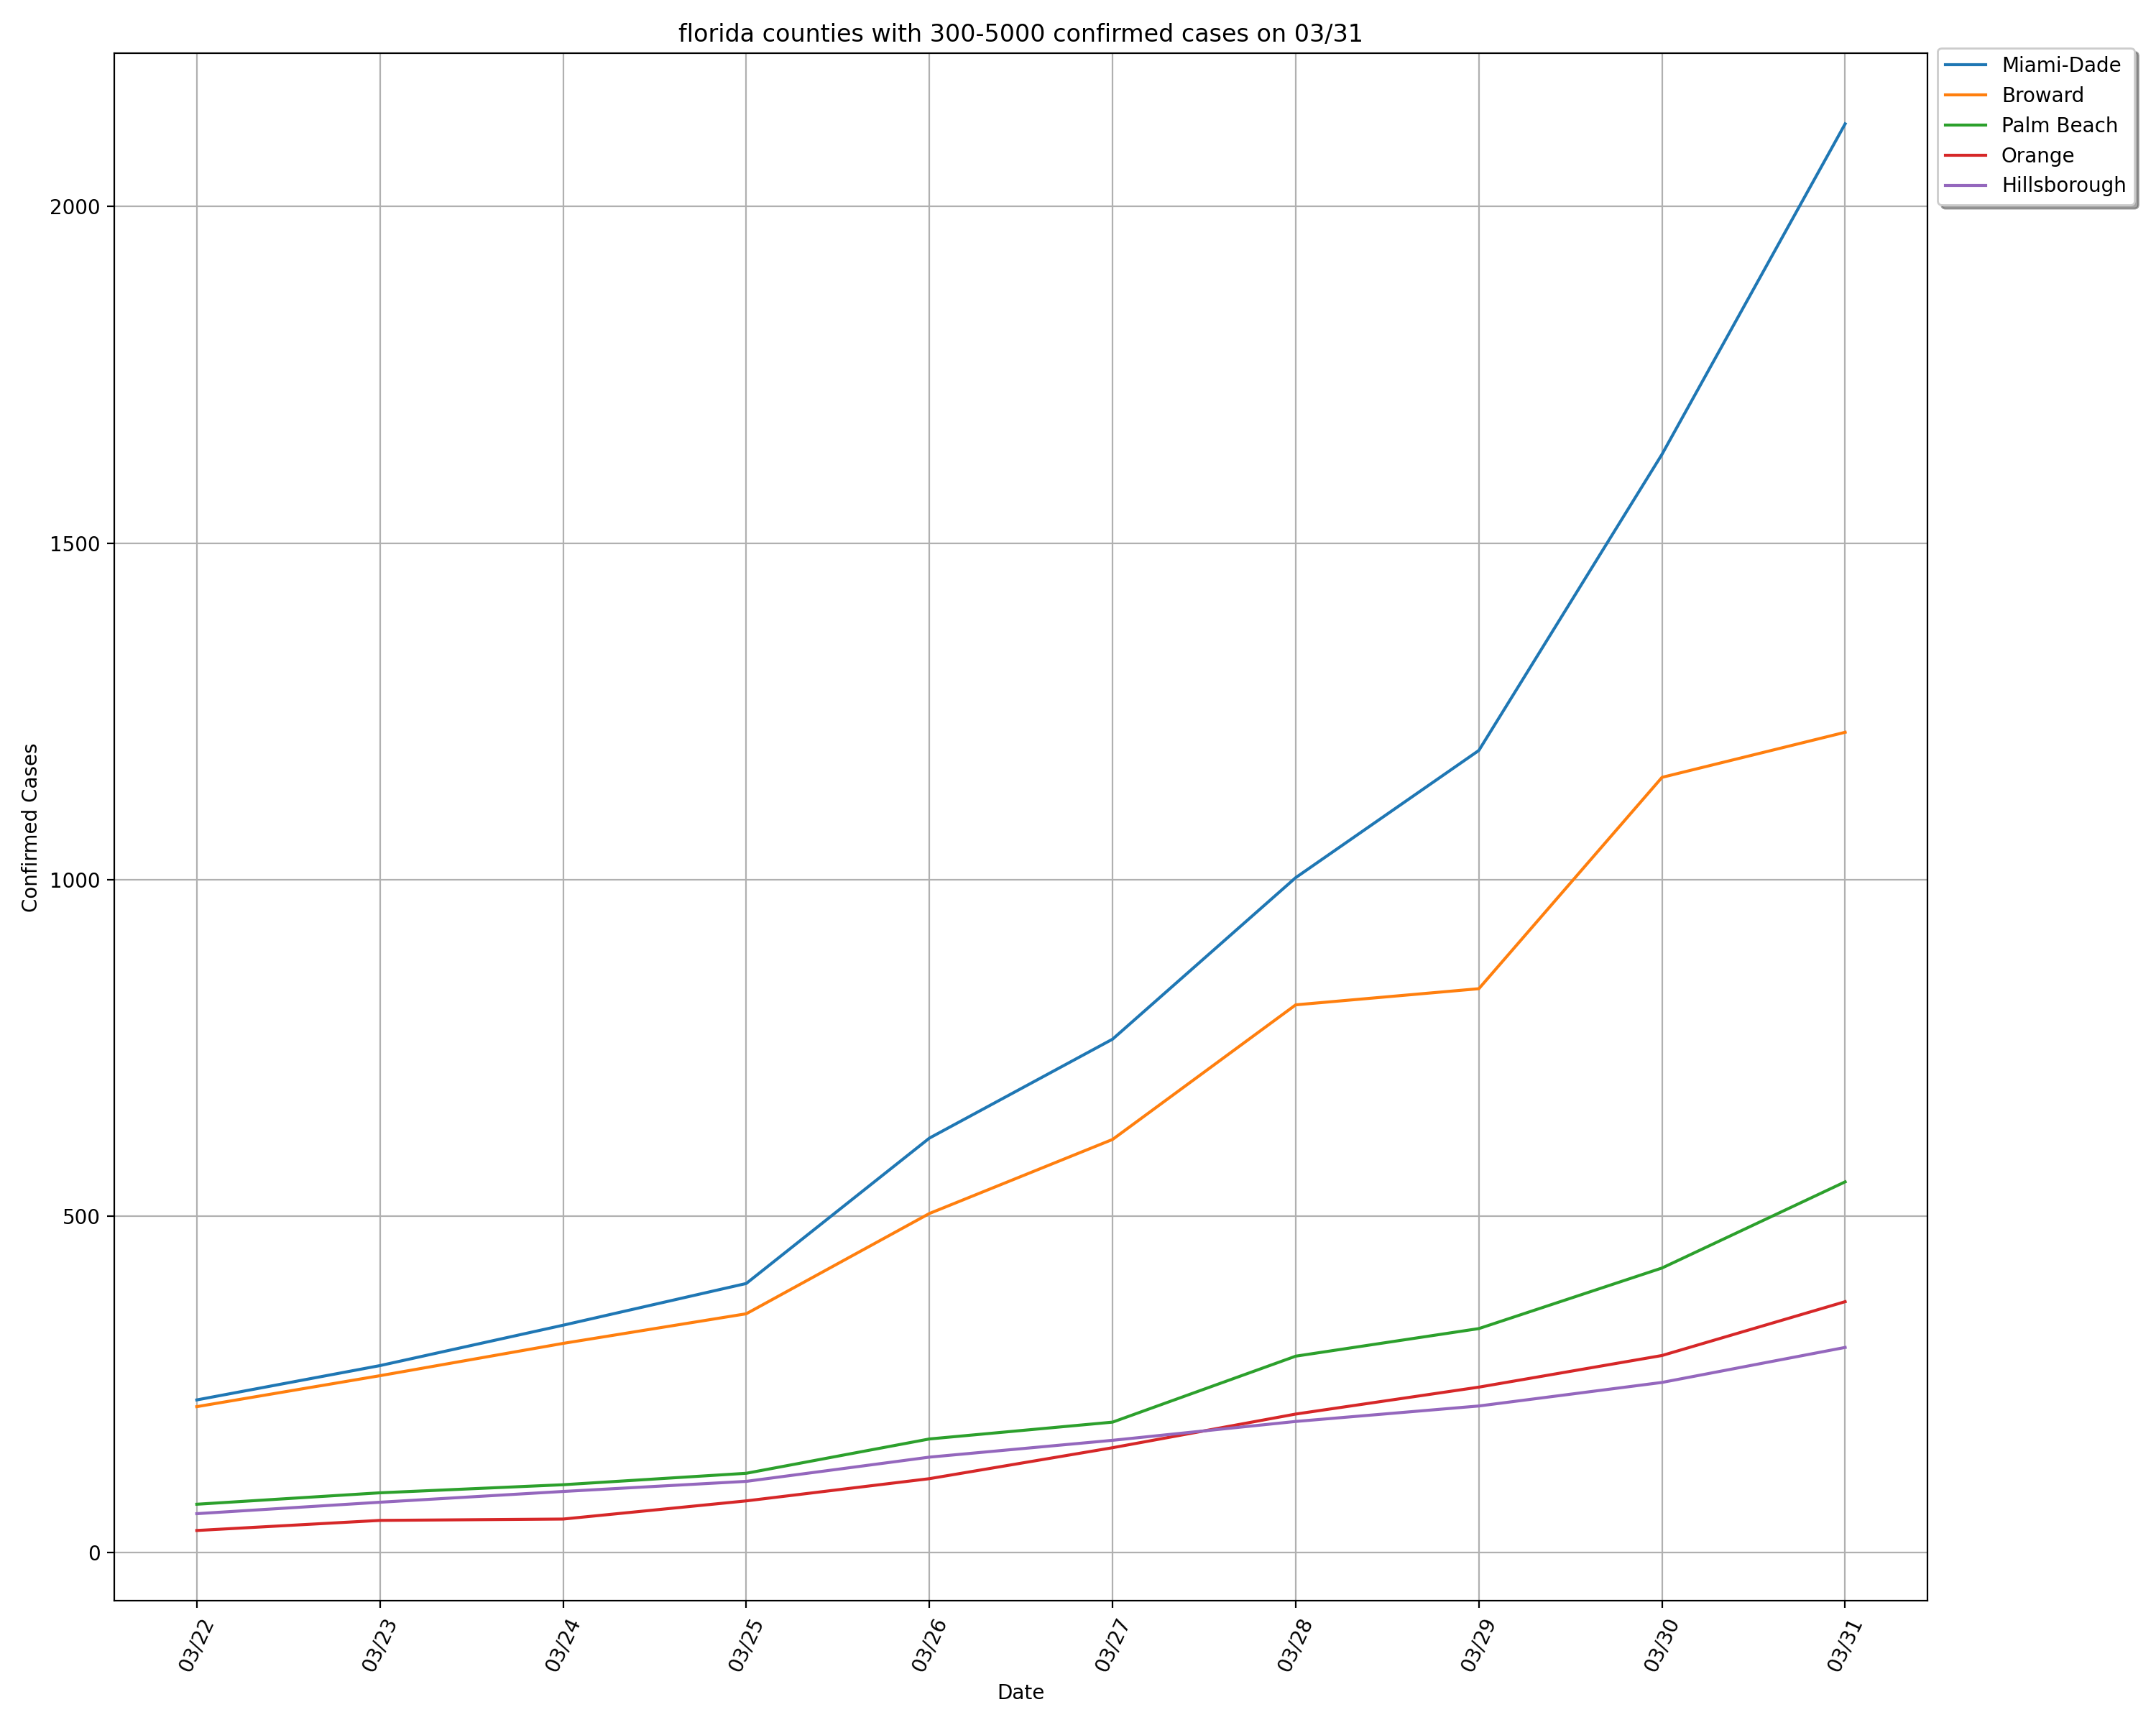 florida counties with 300-5000 confirmed cases on 03/31
Miami-Dade
Broward
Palm Beach
Orange
Hillsborough
Confirmed Cases
2000
1500
1000
500
0
03/22
03/23
03/24
03/25
03/26
03/27
03/28
03/29
03/30
03/31
Date